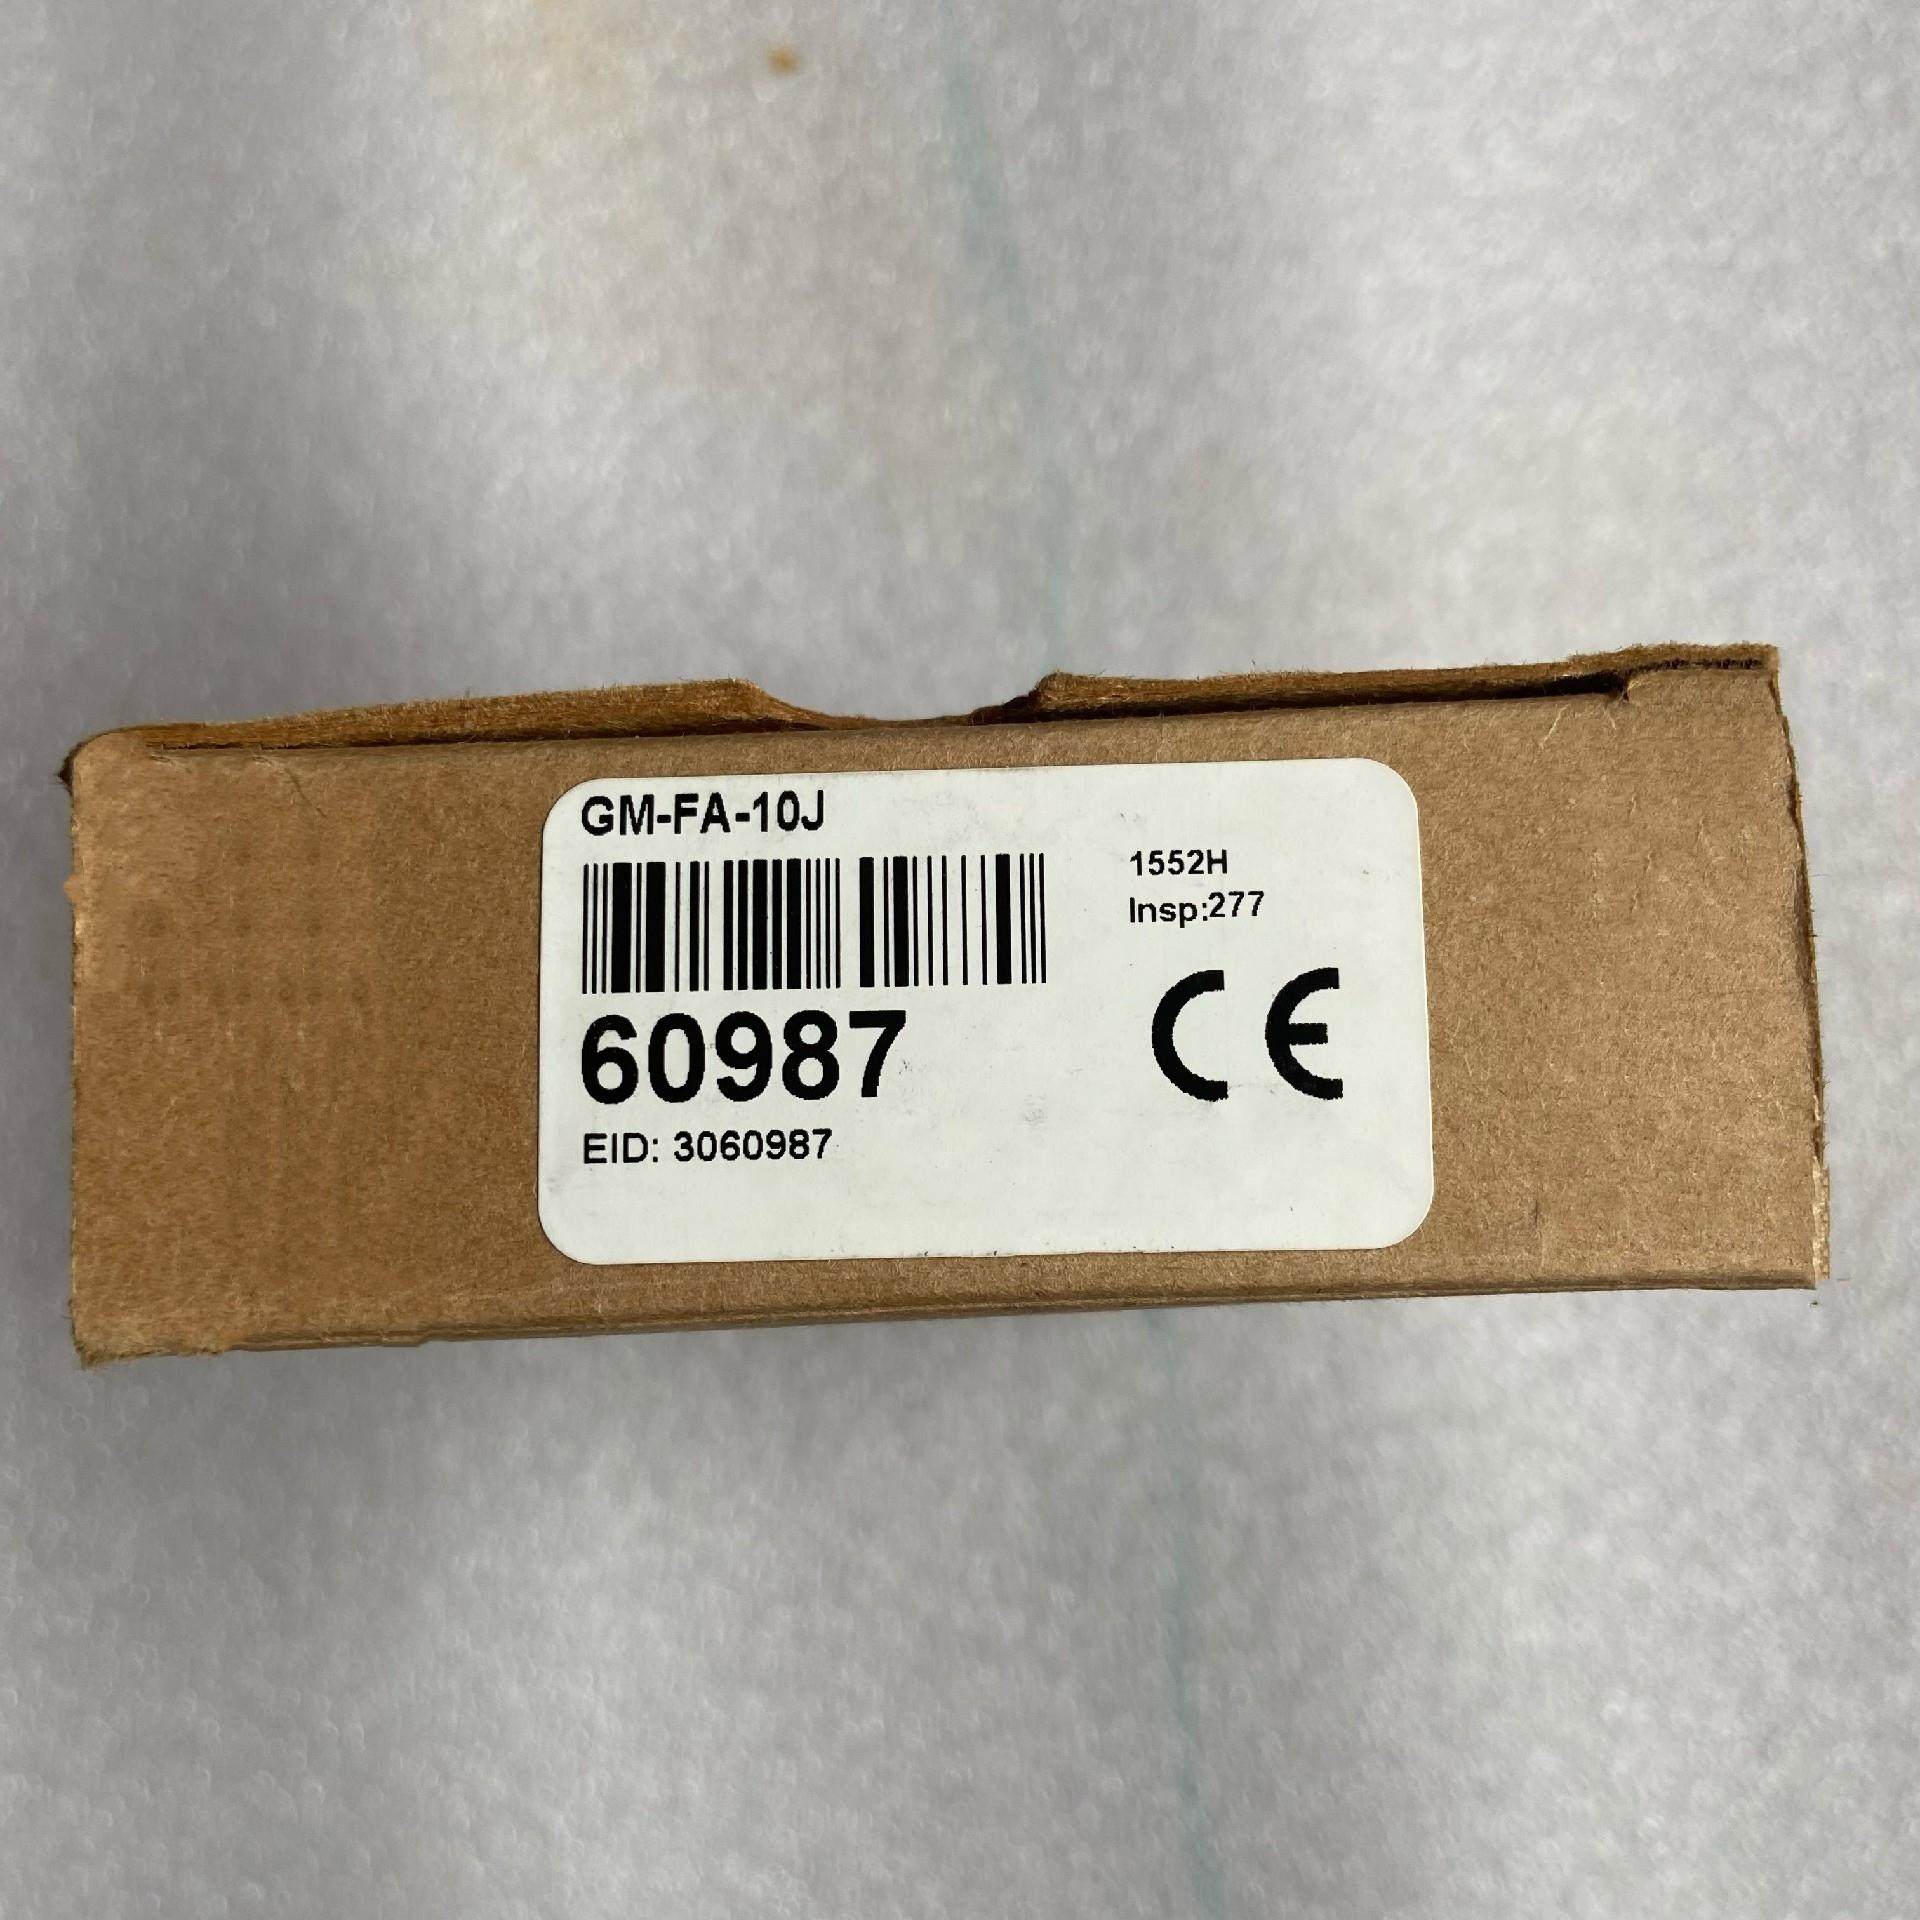 GM-FA-10J
1552H
Insp:277
60987
CE
EID: 3060987